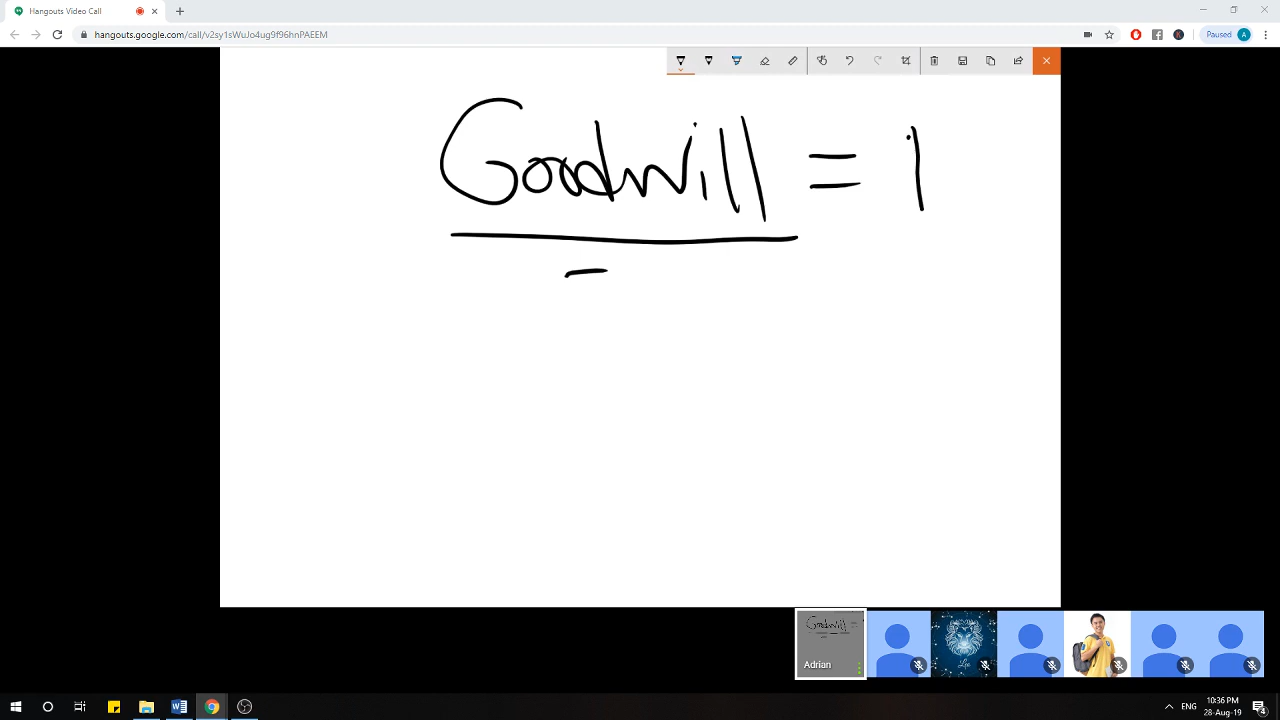 Hangouts Video Call
hangouts.google.com/call/v2sy1sWuJo4ug9f96hnPAEEM
Paused A
Goodwill = 1
Adrian
ENG
10:36 PM
28-Aug-19
4